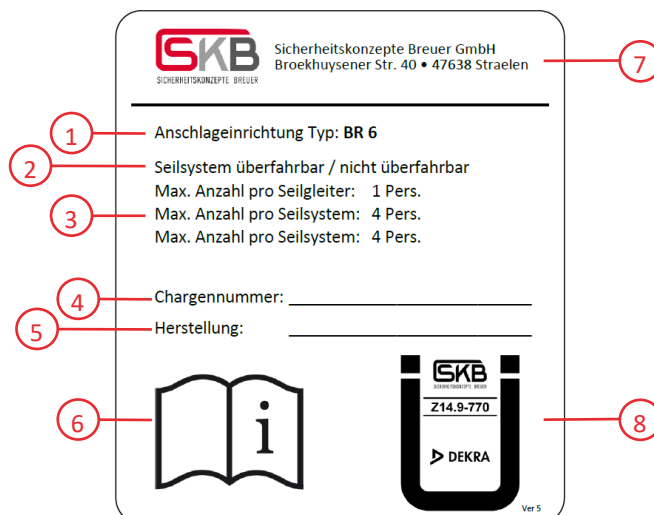 SKB
SICHERHEITSKONZEPTE BREUER
Sicherheitskonzepte Breuer GmbH
Broekhuysener Str. 40 • 47638 Straelen
7
1
Anschlageinrichtung Typ: BR 6
2
Seilsystem überfahrbar / nicht überfahrbar
Max. Anzahl pro Seilgleiter: 1 Pers.
3
Max. Anzahl pro Seilsystem: 4 Pers.
Max. Anzahl pro Seilsystem: 4 Pers.
4
Chargennummer:
5
Herstellung:
6
i
SKB
SICHERHEITSKONZEPTE BREUER
Z14.9-770
8
DEKRA
Ver 5